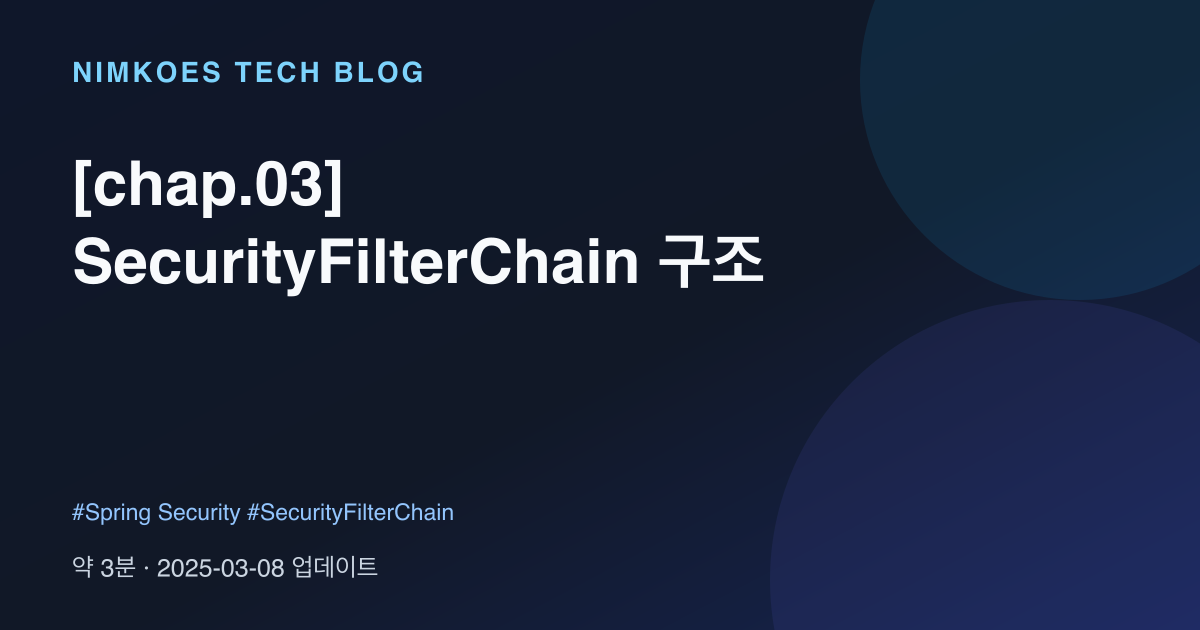 NIMKOES TECH BLOG
[chap.03]
SecurityFilterChain 구조
#Spring Security #SecurityFilterChain
약 3분 · 2025-03-08 업데이트